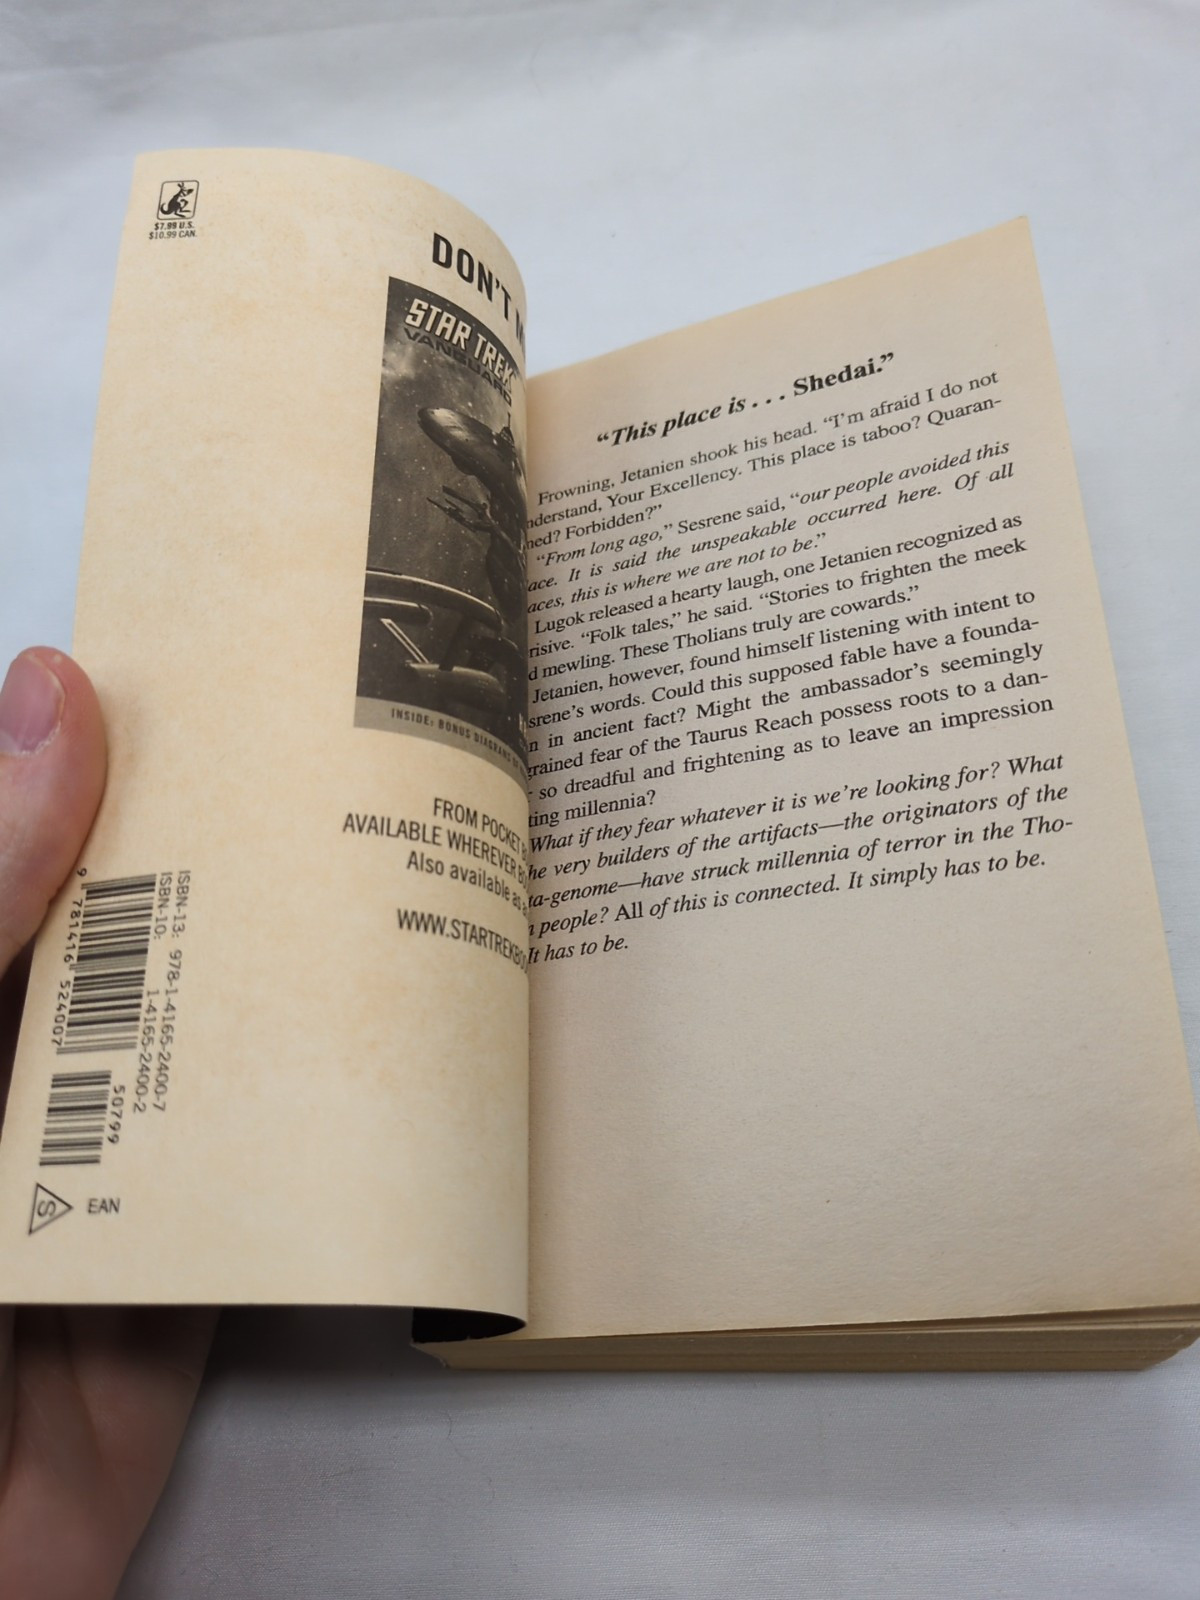 $7.99 U.S.
$10.99 CAN.
DON'T
STAR TREK
VANGUARD
INSIDE: BONUS DIAGRAMS
FROM POCKET
AVAILABLE WHEREVER
Also available as
WWW.STARTREKBO
ISBN-13: 978-1-4165-2400-7
ISBN-10: 1-4165-2400-2
9 781416 524007
50799
S
EAN
“This place is . . . Shedai.”
Frowning, Jetanien shook his head. “I’m afraid I do not
nderstand, Your Excellency. This place is taboo? Quaran-
ned? Forbidden?”
“From long ago,” Sesrene said, “our people avoided this
ace. It is said the unspeakable occurred here. Of all
aces, this is where we are not to be.”
Lugok released a hearty laugh, one Jetanien recognized as
risive. “Folk tales,” he said. “Stories to frighten the meek
d mewling. These Tholians truly are cowards.”
Jetanien, however, found himself listening with intent to
srene’s words. Could this supposed fable have a founda-
n in ancient fact? Might the ambassador’s seemingly
grained fear of the Taurus Reach possess roots to a dan-
so dreadful and frightening as to leave an impression
ting millennia?
What if they fear whatever it is we’re looking for? What
he very builders of the artifacts—the originators of the
ta-genome—have struck millennia of terror in the Tho-
n people? All of this is connected. It simply has to be.
It has to be.